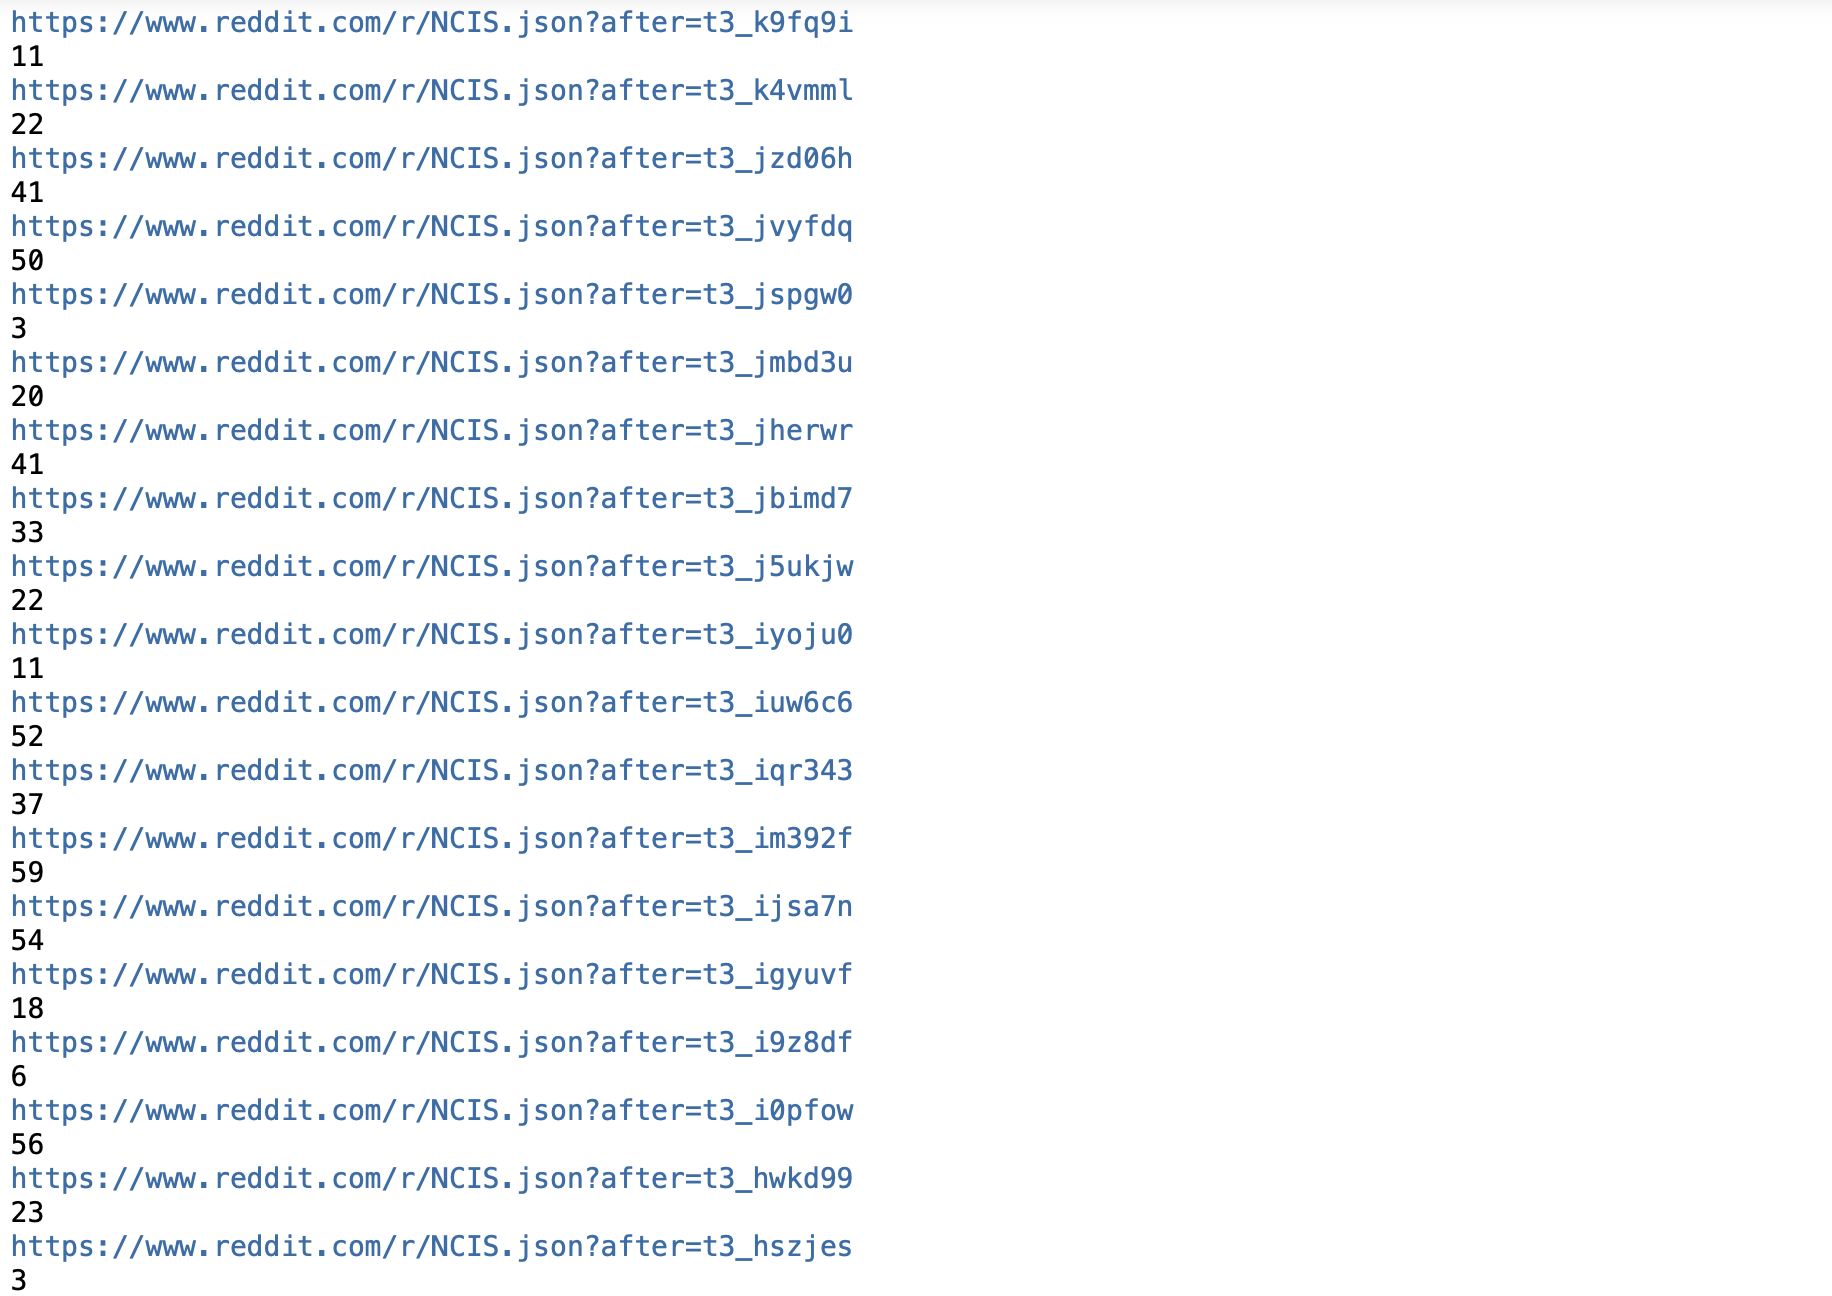 https://www.reddit.com/r/NCIS.json?after=t3_k9fq9i
11
https://www.reddit.com/r/NCIS.json?after=t3_k4vmml
22
https://www.reddit.com/r/NCIS.json?after=t3_jzd06h
41
https://www.reddit.com/r/NCIS.json?after=t3_jvyfdq
50
https://www.reddit.com/r/NCIS.json?after=t3_jspgw0
3
https://www.reddit.com/r/NCIS.json?after=t3_jmbd3u
20
https://www.reddit.com/r/NCIS.json?after=t3_jherwr
41
https://www.reddit.com/r/NCIS.json?after=t3_jbimd7
33
https://www.reddit.com/r/NCIS.json?after=t3_j5ukjw
22
https://www.reddit.com/r/NCIS.json?after=t3_iyoju0
11
https://www.reddit.com/r/NCIS.json?after=t3_iuw6c6
52
https://www.reddit.com/r/NCIS.json?after=t3_iqr343
37
https://www.reddit.com/r/NCIS.json?after=t3_im392f
59
https://www.reddit.com/r/NCIS.json?after=t3_ijsa7n
54
https://www.reddit.com/r/NCIS.json?after=t3_igyuvf
18
https://www.reddit.com/r/NCIS.json?after=t3_i9z8df
6
https://www.reddit.com/r/NCIS.json?after=t3_i0pfow
56
https://www.reddit.com/r/NCIS.json?after=t3_hwkd99
23
https://www.reddit.com/r/NCIS.json?after=t3_hszjes
3